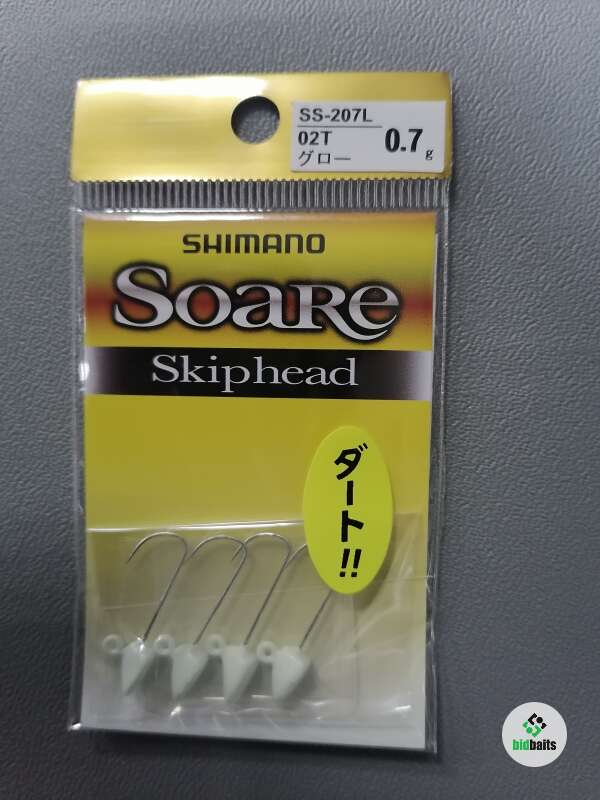 SS-207L
02T
グロー
0.7g
SHIMANO
SOARE
Skiphead
ダート!!
bidbaits